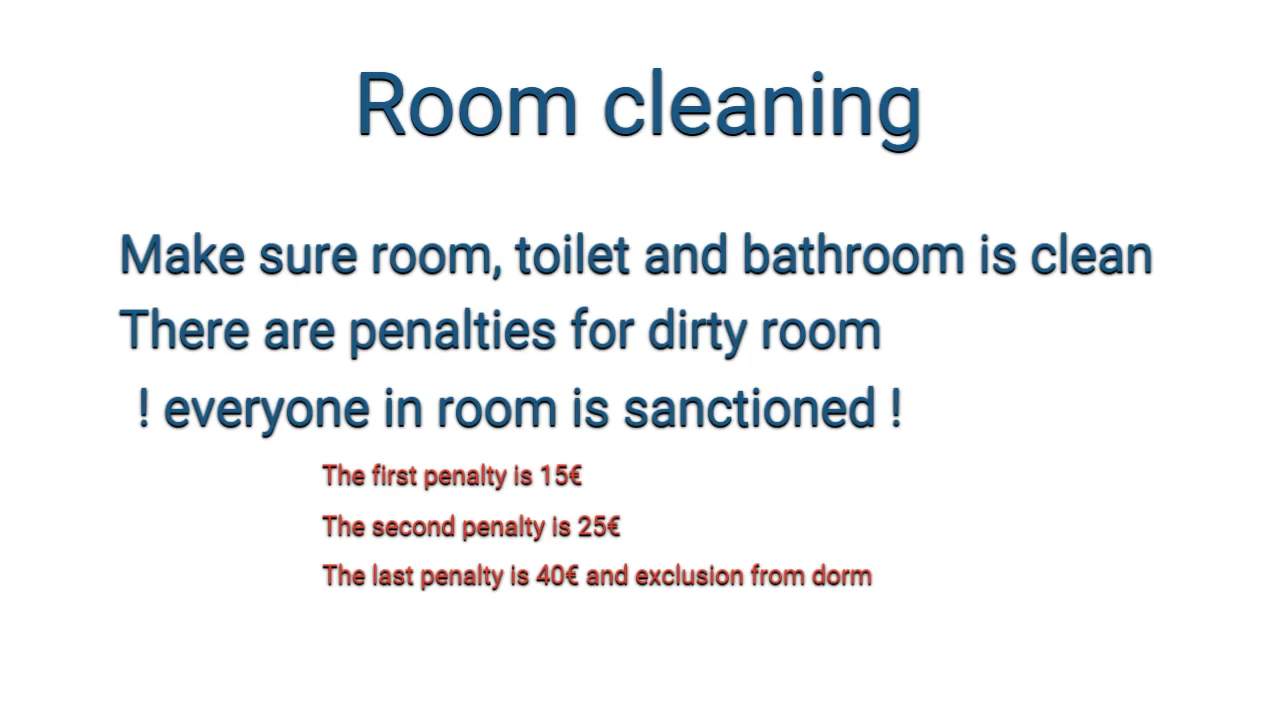 Room cleaning
Make sure room, toilet and bathroom is clean
There are penalties for dirty room
! everyone in room is sanctioned !
The first penalty is 15€
The second penalty is 25€
The last penalty is 40€ and exclusion from dorm